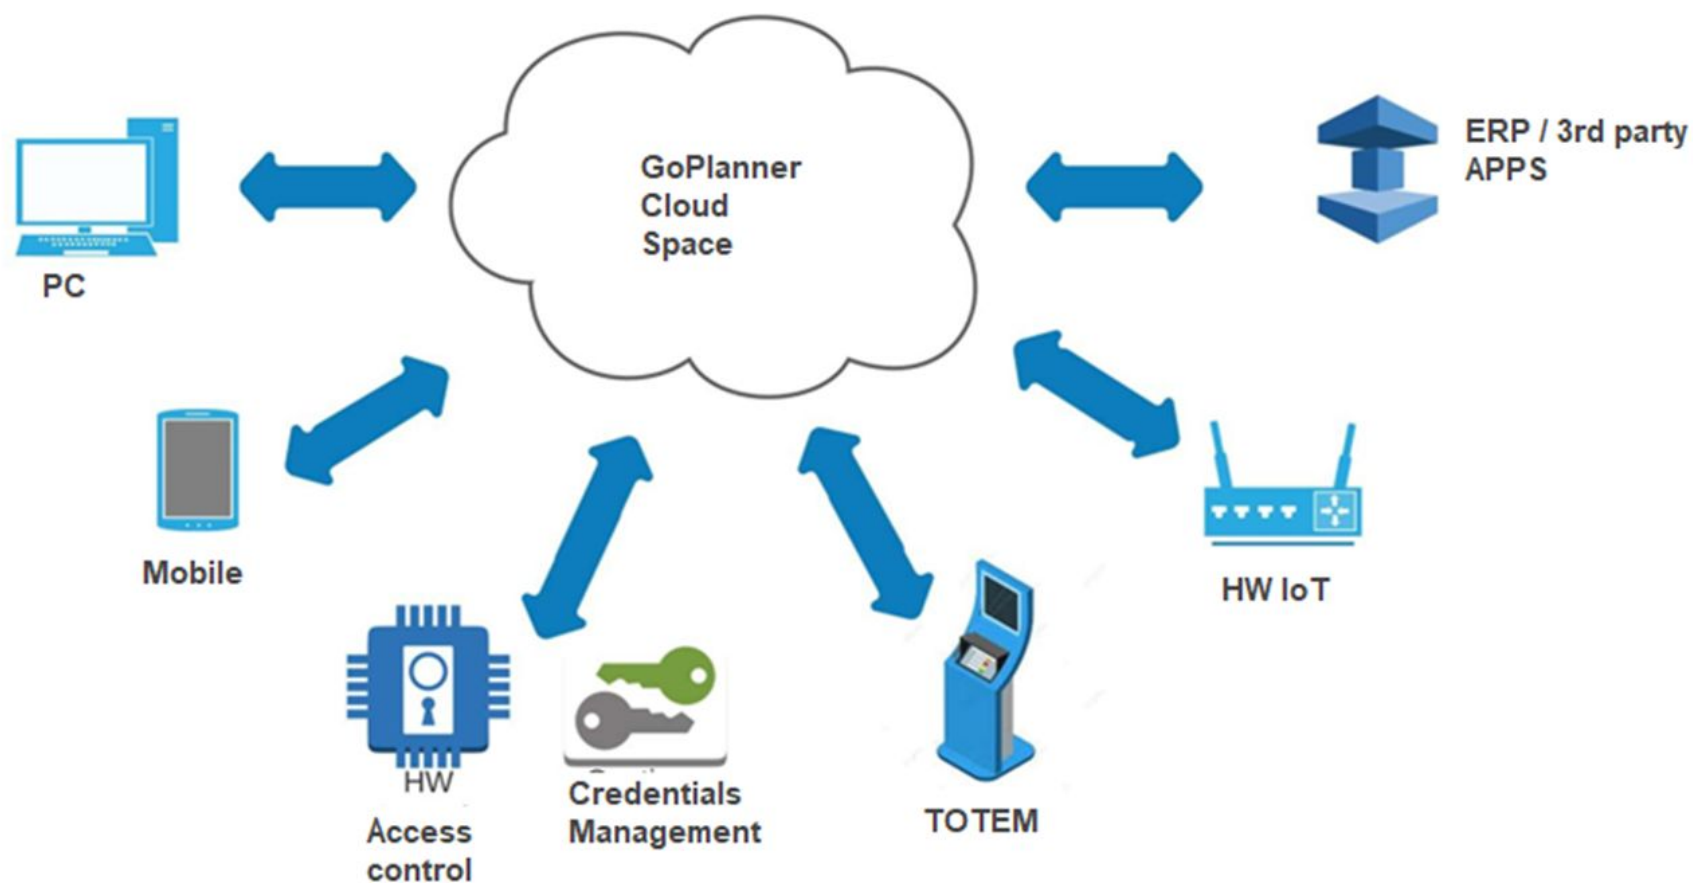 GoPlanner
Cloud
Space
ERP / 3rd party
APPS
PC
Mobile
HW IoT
HW
Access
control
Credentials
Management
TOTEM